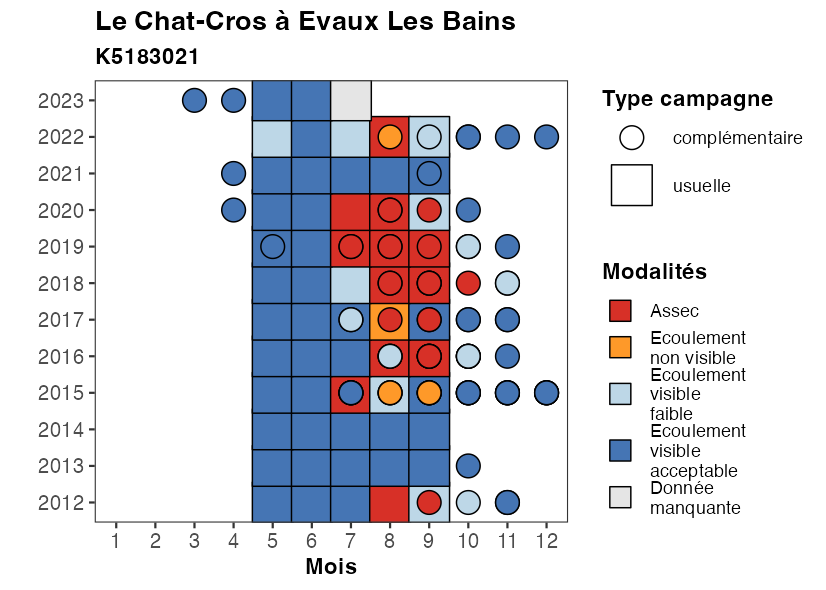 Le Chat-Cros à Evaux Les Bains
K5183021
2023
2022
2021
2020
2019
2018
2017
2016
2015
2014
2013
2012
1 2 3 4 5 6 7 8 9 10 11 12
Mois
Type campagne
complémentaire
usuelle
Modalités
Assec
Ecoulement
non visible
Ecoulement
visible
faible
Ecoulement
visible
acceptable
Donnée
manquante